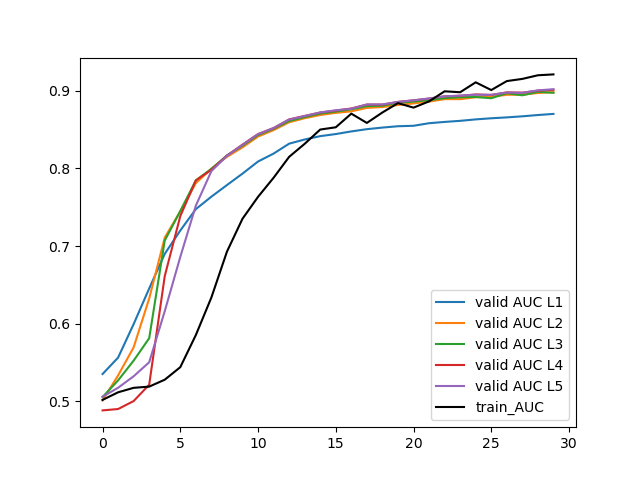 0.9
0.8
0.7
0.6
0.5
0 5 10 15 20 25 30
valid AUC L1
valid AUC L2
valid AUC L3
valid AUC L4
valid AUC L5
train_AUC